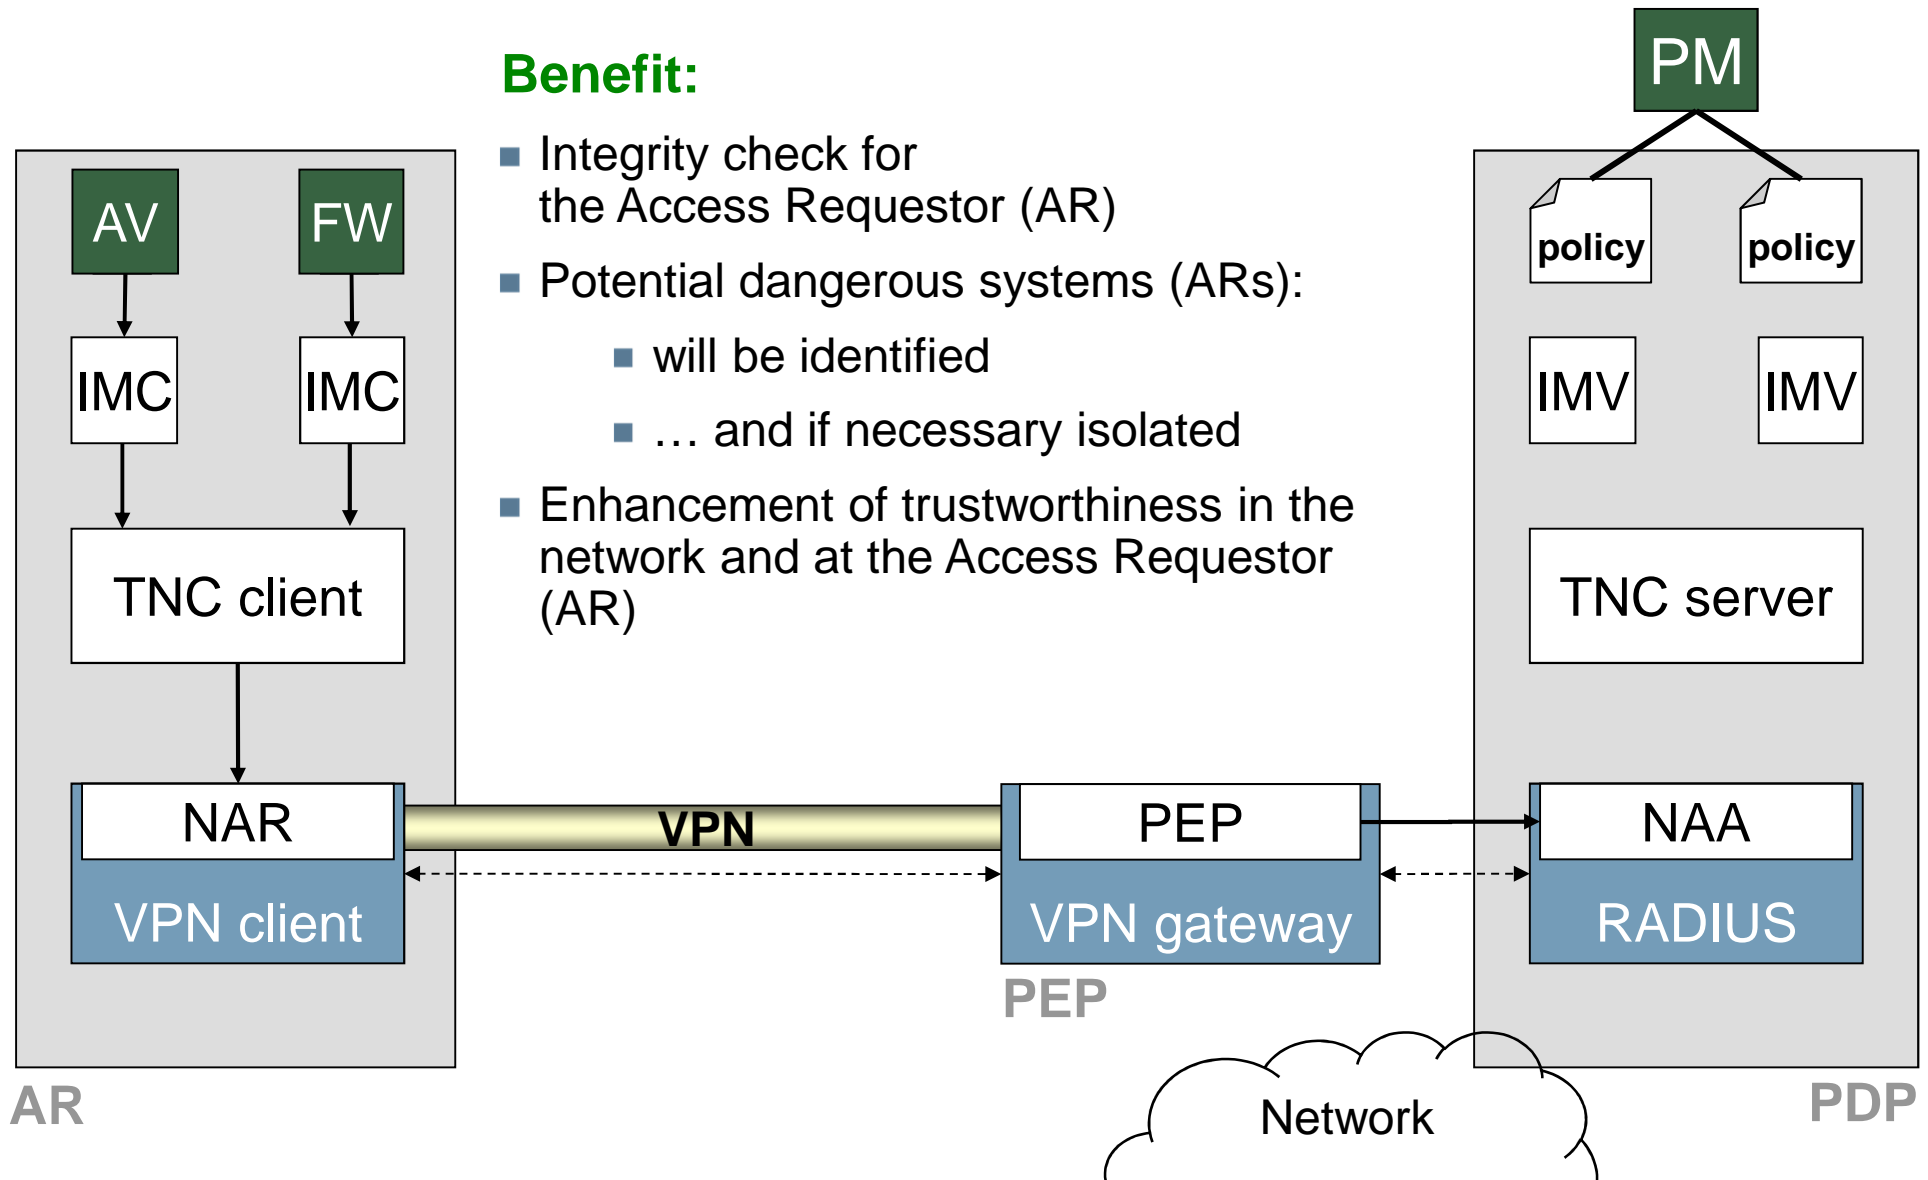 PM
Benefit:
Integrity check for
the Access Requestor (AR)
Potential dangerous systems (ARs):
will be identified
… and if necessary isolated
Enhancement of trustworthiness in the
network and at the Access Requestor
(AR)
AV
FW
IMC
IMC
TNC client
NAR
VPN client
AR
VPN
PEP
VPN gateway
PEP
policy
policy
IMV
IMV
TNC server
NAA
RADIUS
PDP
Network